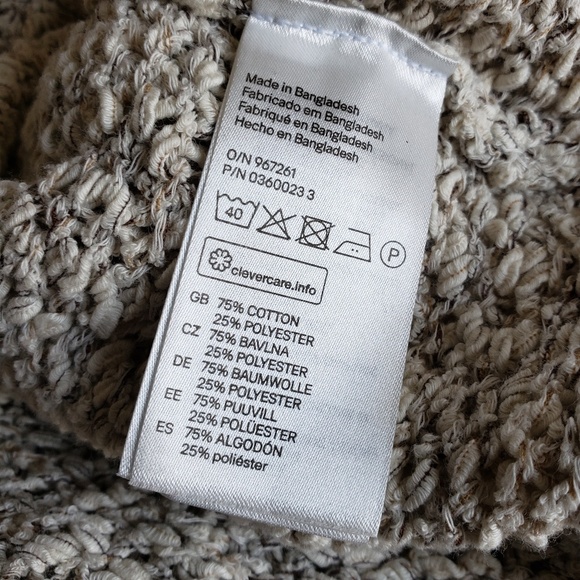 Made in Bangladesh
Fabricado em Bangladesh
Fabriqué en Bangladesh
Hecho en Bangladesh
O/N 967261
P/N 0360023 3
40 P
clevercare.info
GB 75% COTTON
25% POLYESTER
CZ 75% BAVLNA
25% POLYESTER
DE 75% BAUMWOLLE
25% POLYESTER
EE 75% PUUVILL
25% POLÜESTER
ES 75% ALGODÓN
25% poliéster